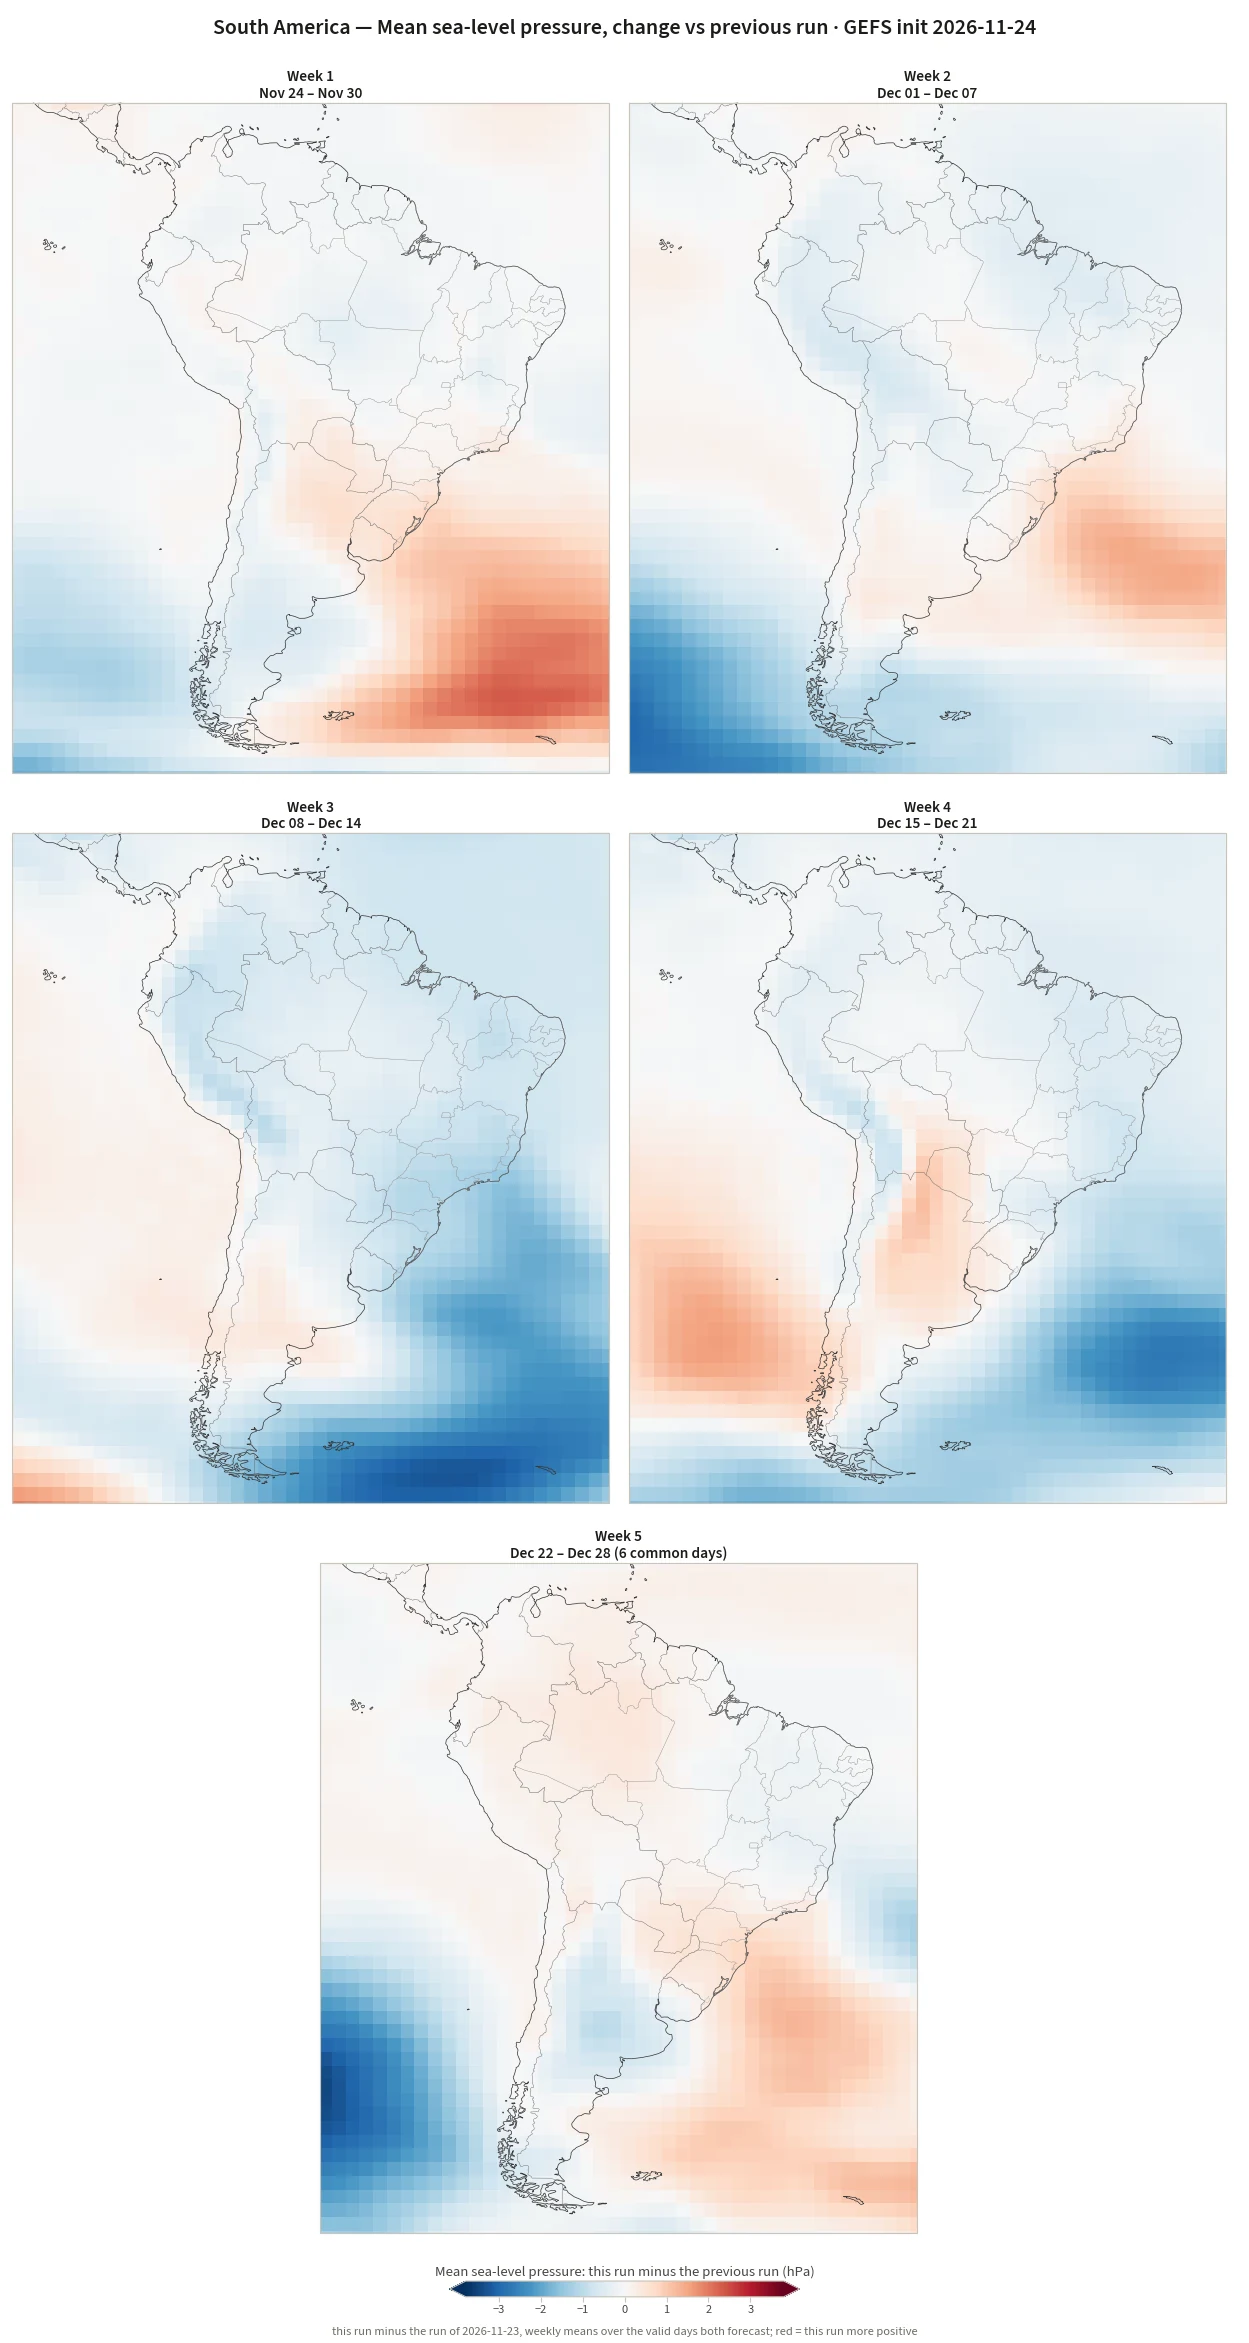 South America — Mean sea-level pressure, change vs previous run · GEFS init 2026-11-24
Week 1
Nov 24 – Nov 30
Week 2
Dec 01 – Dec 07
Week 3
Dec 08 – Dec 14
Week 4
Dec 15 – Dec 21
Week 5
Dec 22 – Dec 28 (6 common days)
Mean sea-level pressure: this run minus the previous run (hPa)
−3 −2 −1 0 1 2 3
this run minus the run of 2026-11-23, weekly means over the valid days both forecast; red = this run more positive